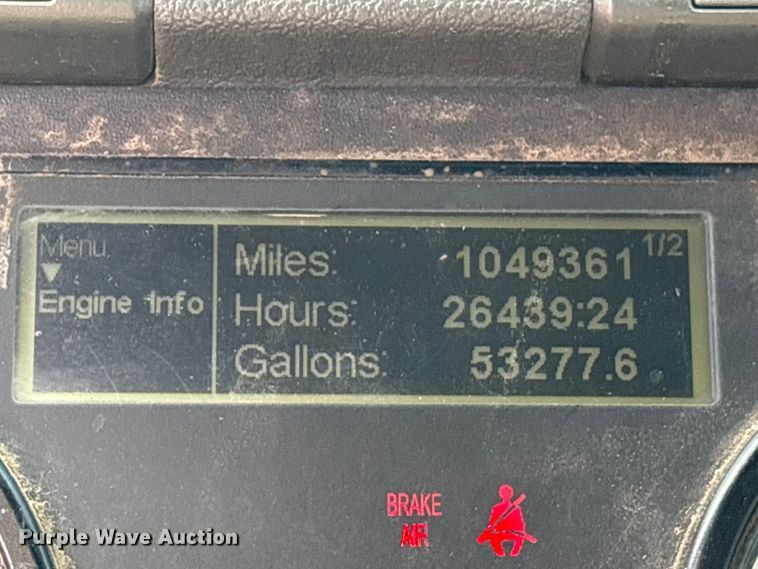 Menu
Engine Info
Miles: 1049361 1/2
Hours: 26439:24
Gallons: 53277.6
BRAKE
AIR
Purple Wave Auction